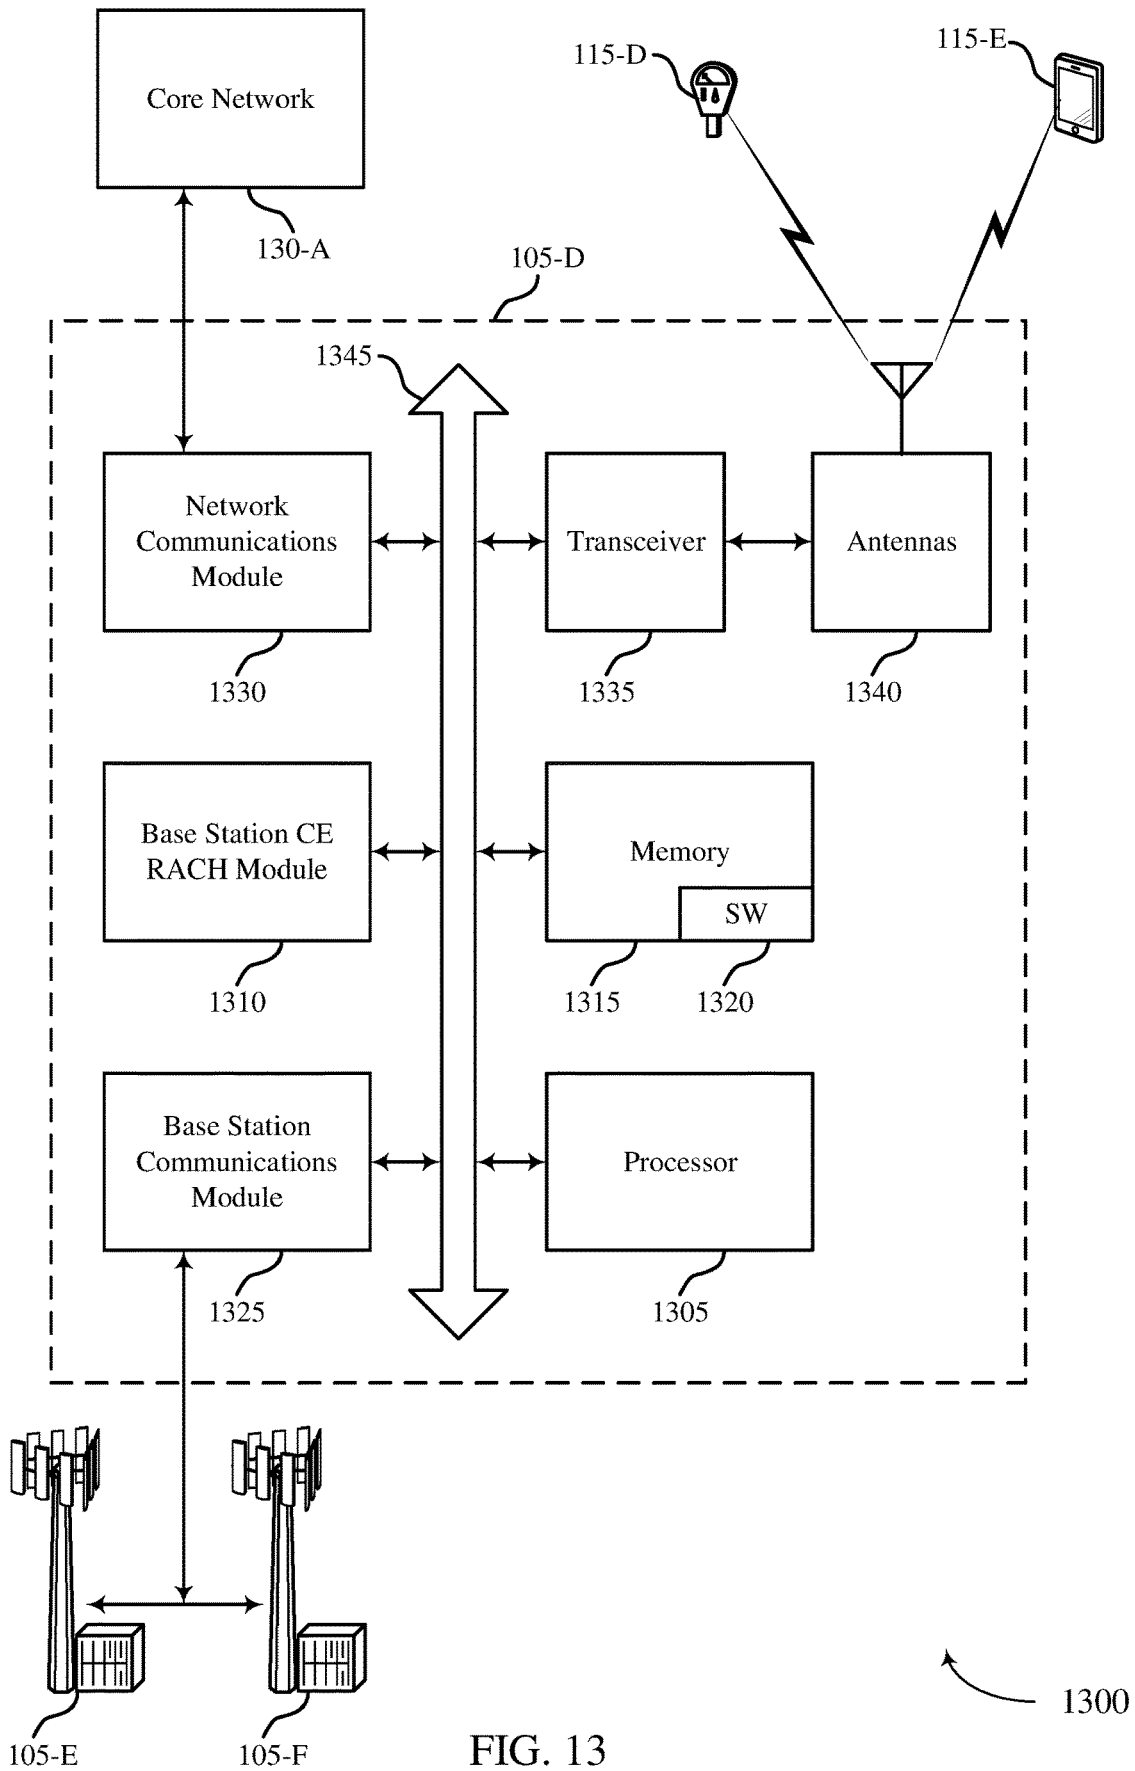 Core Network
130-A
115-D
115-E
105-D
1345
Network
Communications
Module
1330
Transceiver
1335
Antennas
1340
Base Station CE
RACH Module
1310
Memory
SW
1315
1320
Base Station
Communications
Module
1325
Processor
1305
105-E
105-F
1300
FIG. 13